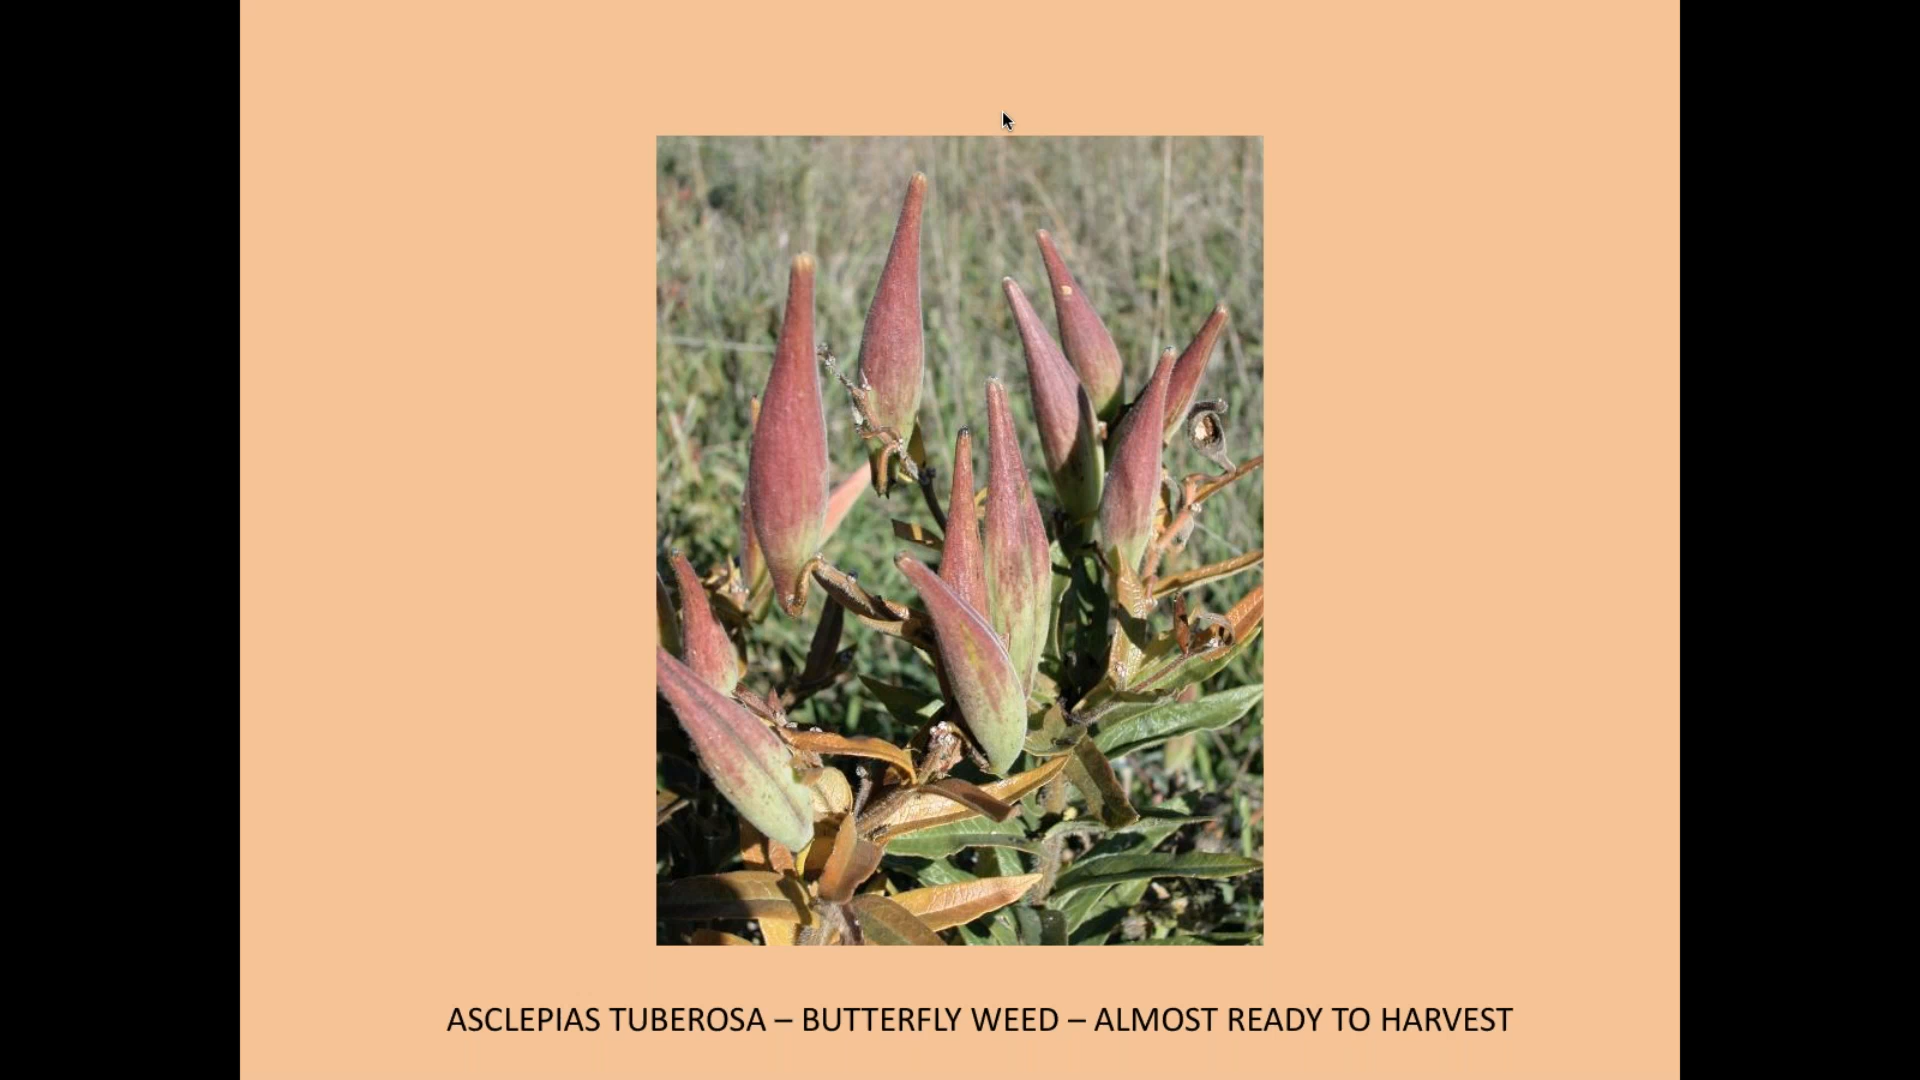 ASCLEPIAS TUBEROSA – BUTTERFLY WEED – ALMOST READY TO HARVEST